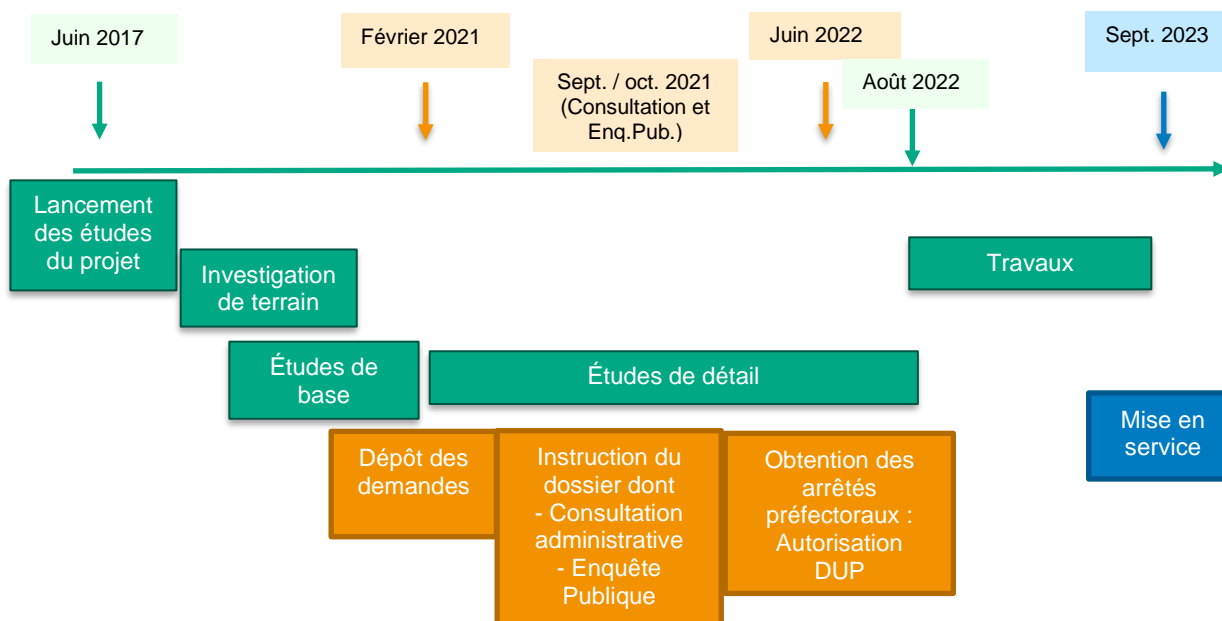 Juin 2017
Février 2021
Juin 2022
Sept. 2023
Sept. / oct. 2021
(Consultation et
Enq.Pub.)
Août 2022
Lancement
des études
du projet
Investigation
de terrain
Travaux
Études de
base
Études de détail
Mise en
service
Dépôt des
demandes
Instruction du
dossier dont
- Consultation
administrative
- Enquête
Publique
Obtention des
arrêtés
préfectoraux :
Autorisation
DUP